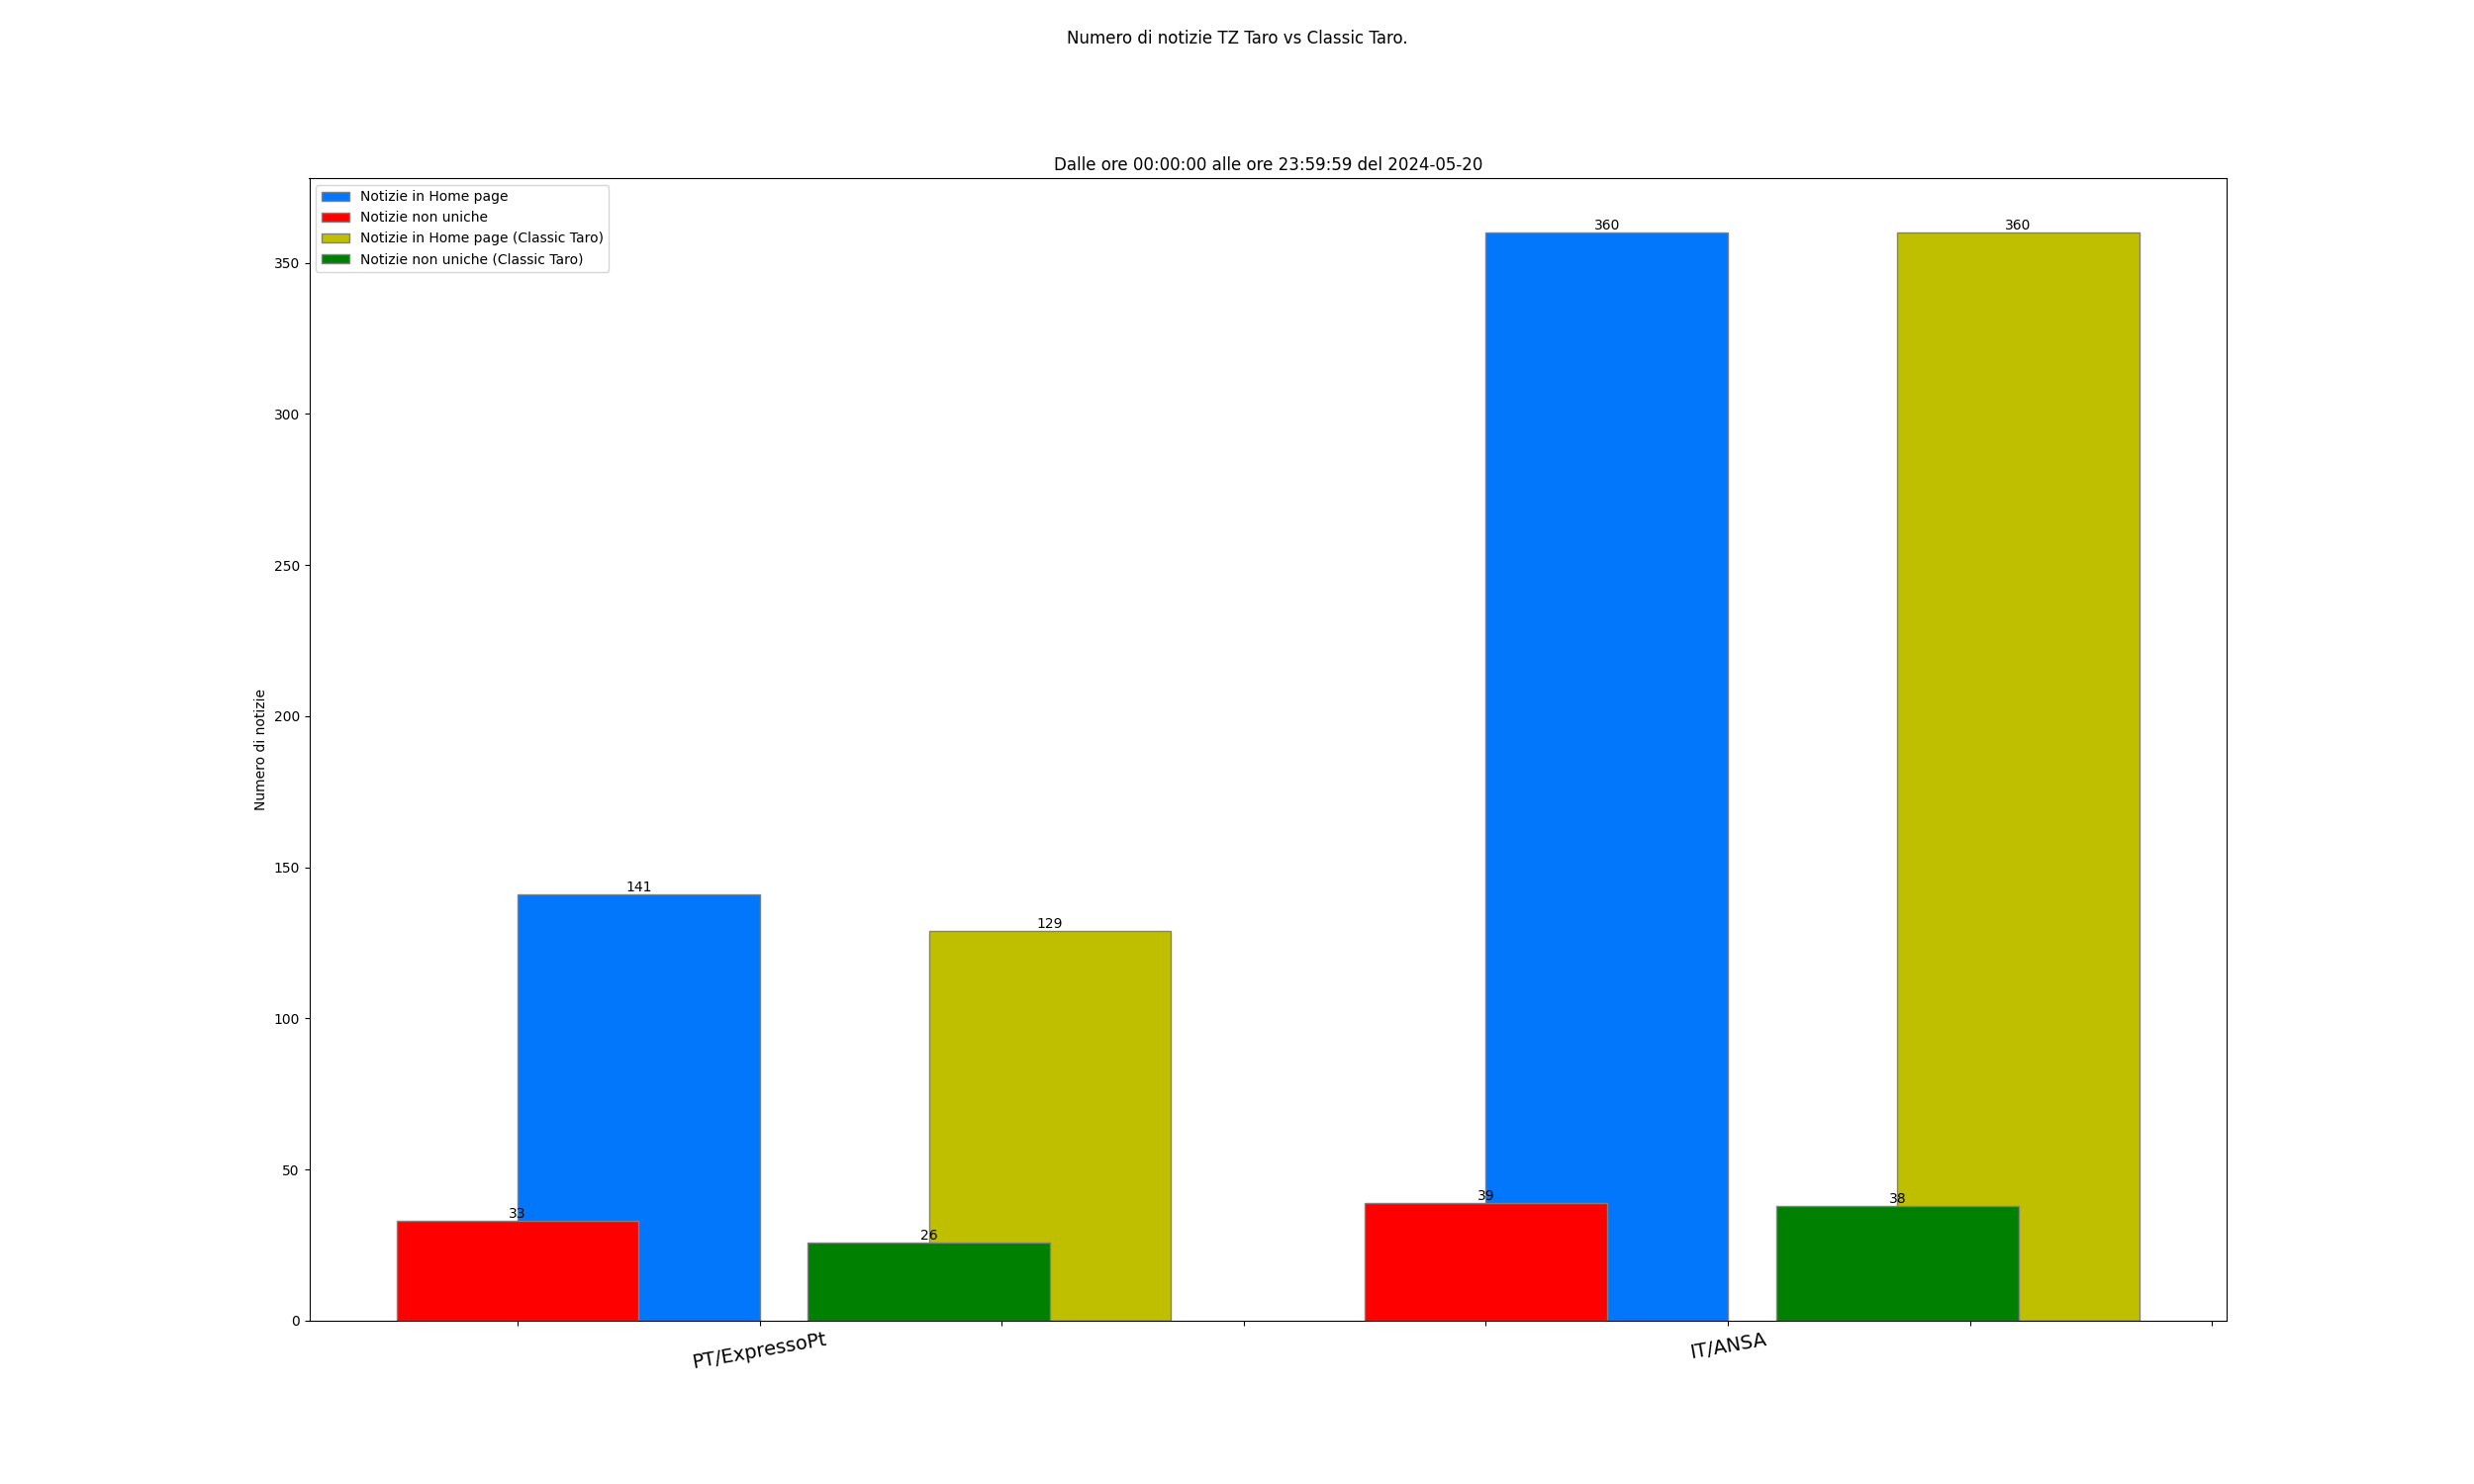 Numero di notizie TZ Taro vs Classic Taro.
Dalle ore 00:00:00 alle ore 23:59:59 del 2024-05-20
Notizie in Home page
Notizie non uniche
Notizie in Home page (Classic Taro)
Notizie non uniche (Classic Taro)
Numero di notizie
350
300
250
200
150
100
50
0
33
141
26
129
39
360
38
360
PT/ExpressoPt
IT/ANSA